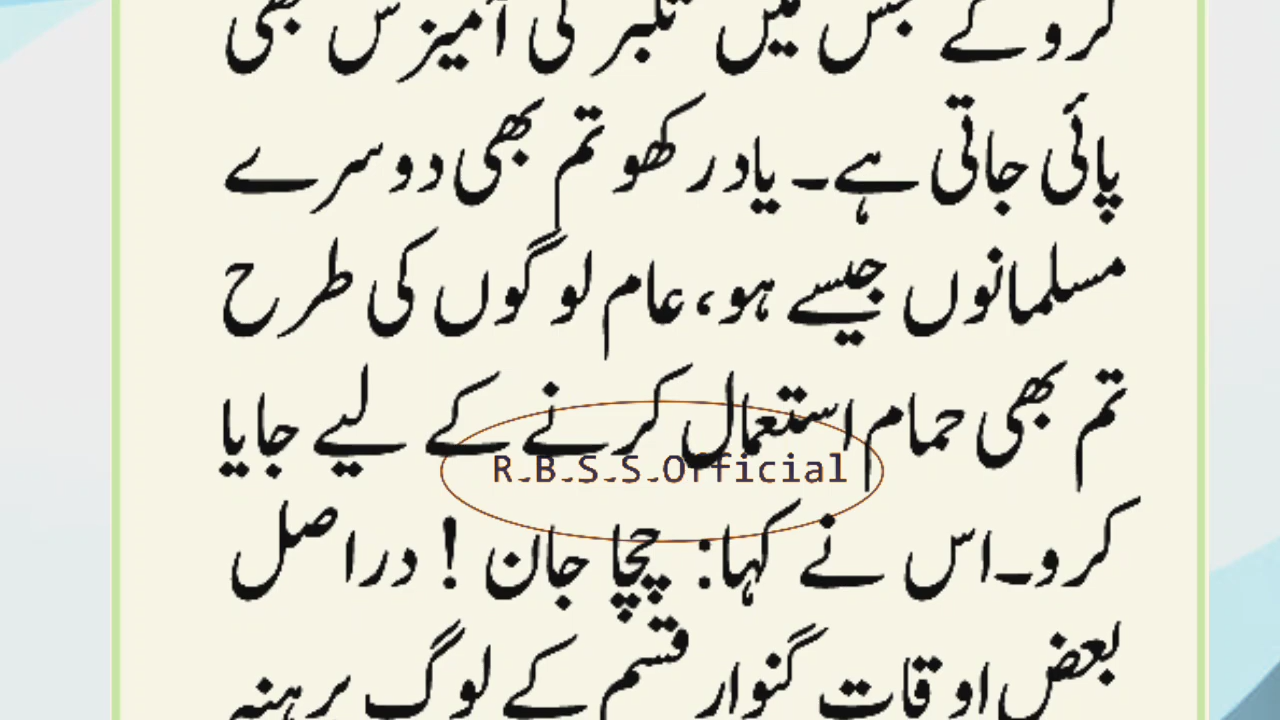 کرو گے جس میں تکبر کی آمیزش بھی
پائی جاتی ہے۔ یاد رکھو تم بھی دوسرے
مسلمانوں جیسے ہو، عام لوگوں کی طرح
تم بھی حمام استعمال کرنے کے لیے جایا
R.B.S.S.Official
کرو۔ اس نے کہا: چچا جان ! دراصل
بعض اوقات گنوار قسم کے لوگ برہنہ